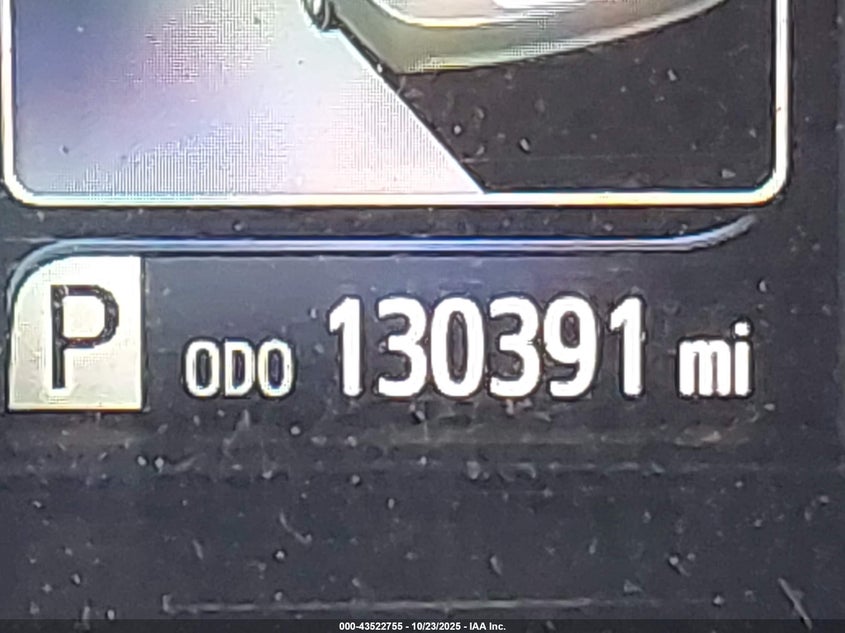 P ODO 130391 mi
000-43522755 - 10/23/2025 - IAA Inc.